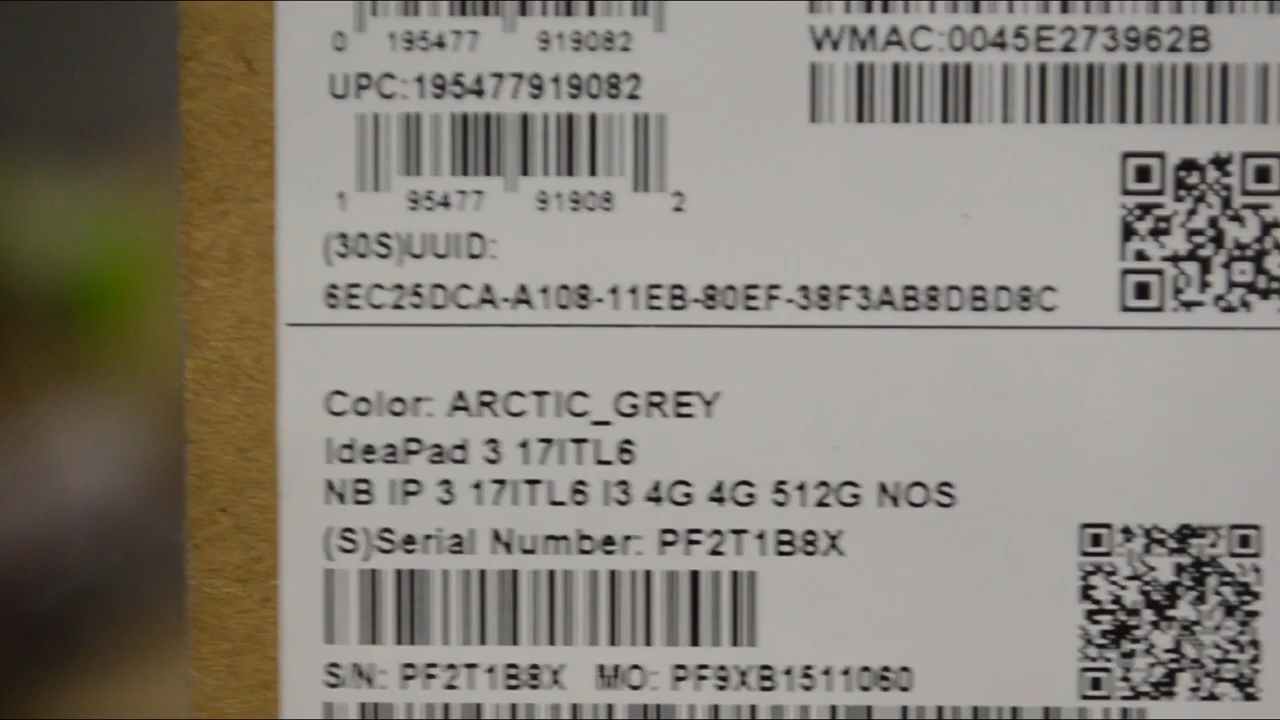 0 195477 919082
WMAC:0045E273962B
UPC:195477919082
1 95477 91908 2
(30S)UUID:
6EC25DCA-A108-11EB-80EF-38F3AB8DBD8C
Color: ARCTIC_GREY
IdeaPad 3 17ITL6
NB IP 3 17ITL6 I3 4G 4G 512G NOS
(S)Serial Number: PF2T1B8X
S/N: PF2T1B8X MO: PF9XB1511060